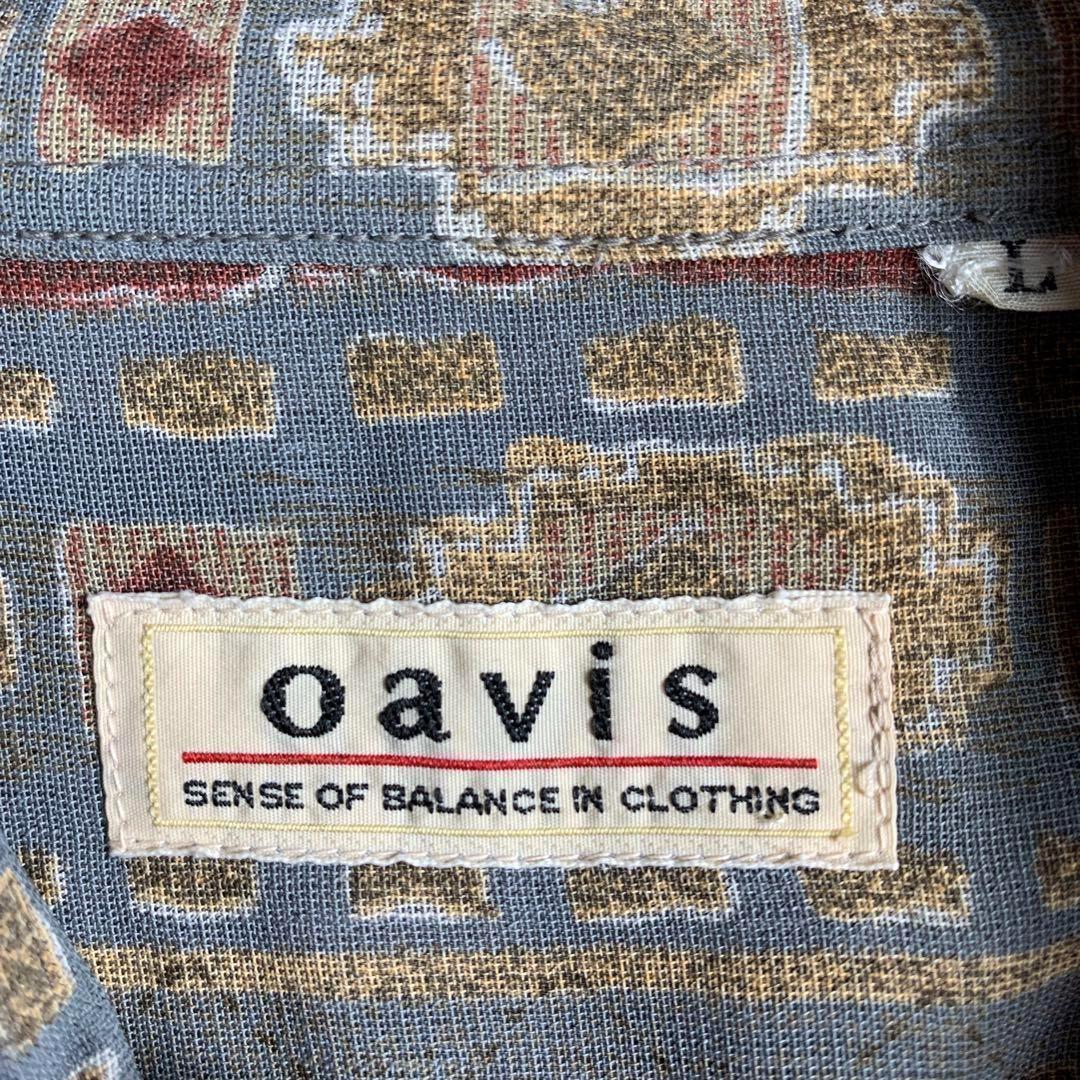 L
oavis
SENSE OF BALANCE IN CLOTHING